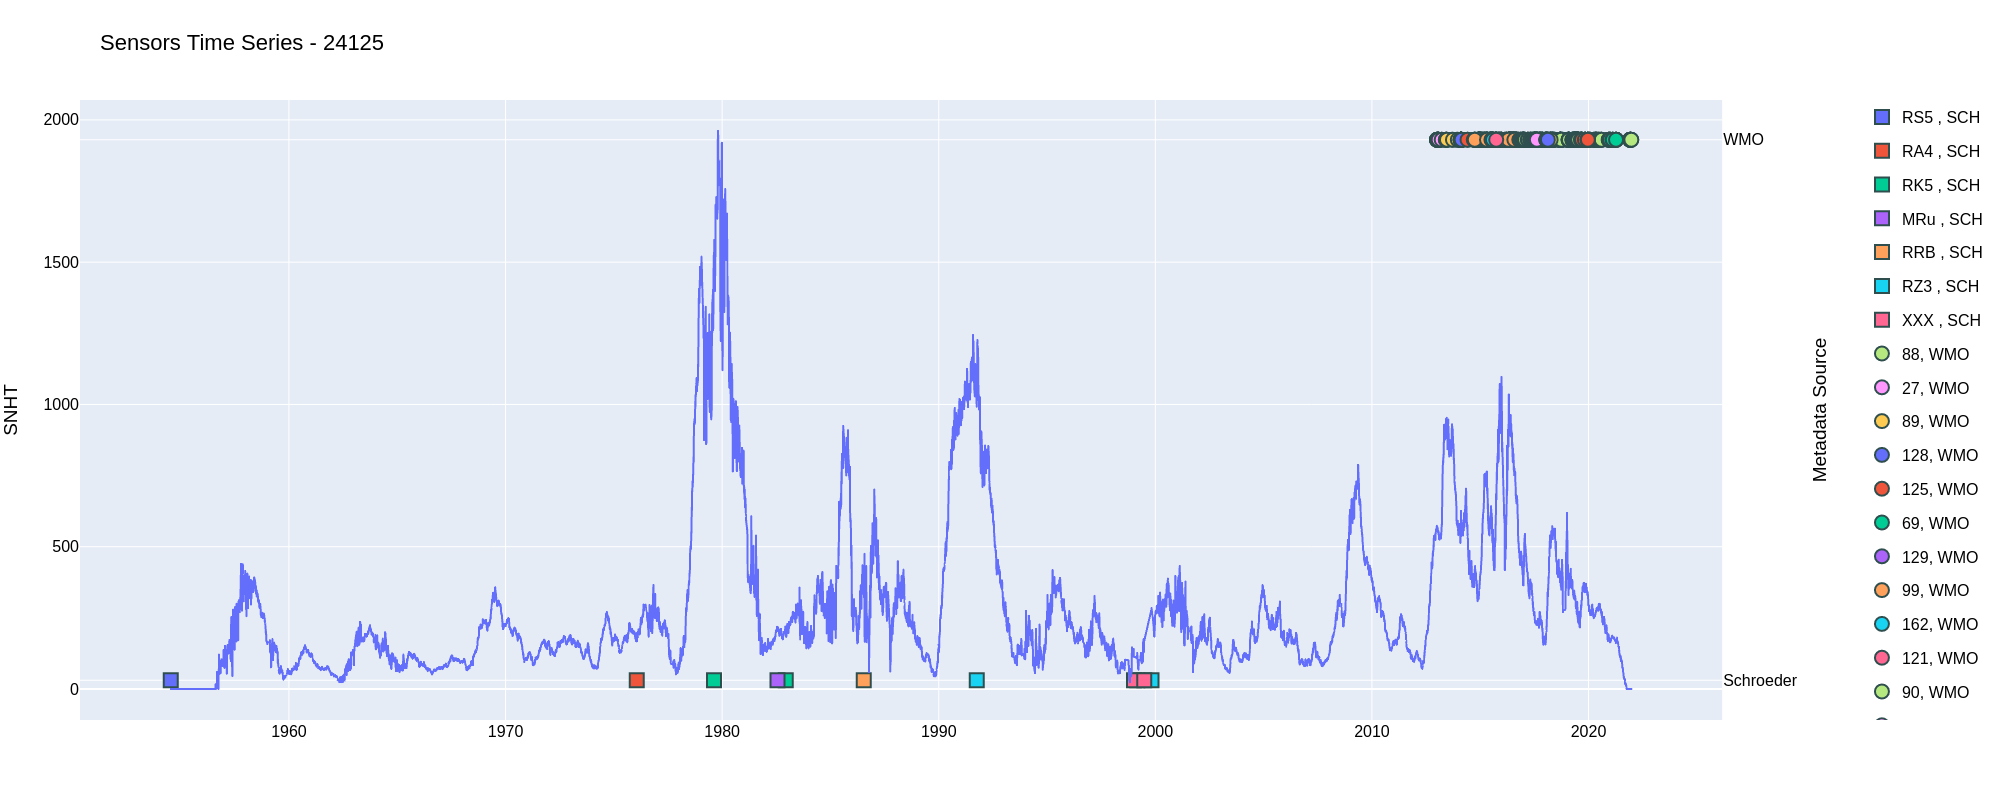 Sensors Time Series - 24125
SNHT
2000
1500
1000
500
0
1960
1970
1980
1990
2000
2010
2020
WMO
Schroeder
Metadata Source
RS5 , SCH
RA4 , SCH
RK5 , SCH
MRu , SCH
RRB , SCH
RZ3 , SCH
XXX , SCH
88, WMO
27, WMO
89, WMO
128, WMO
125, WMO
69, WMO
129, WMO
99, WMO
162, WMO
121, WMO
90, WMO